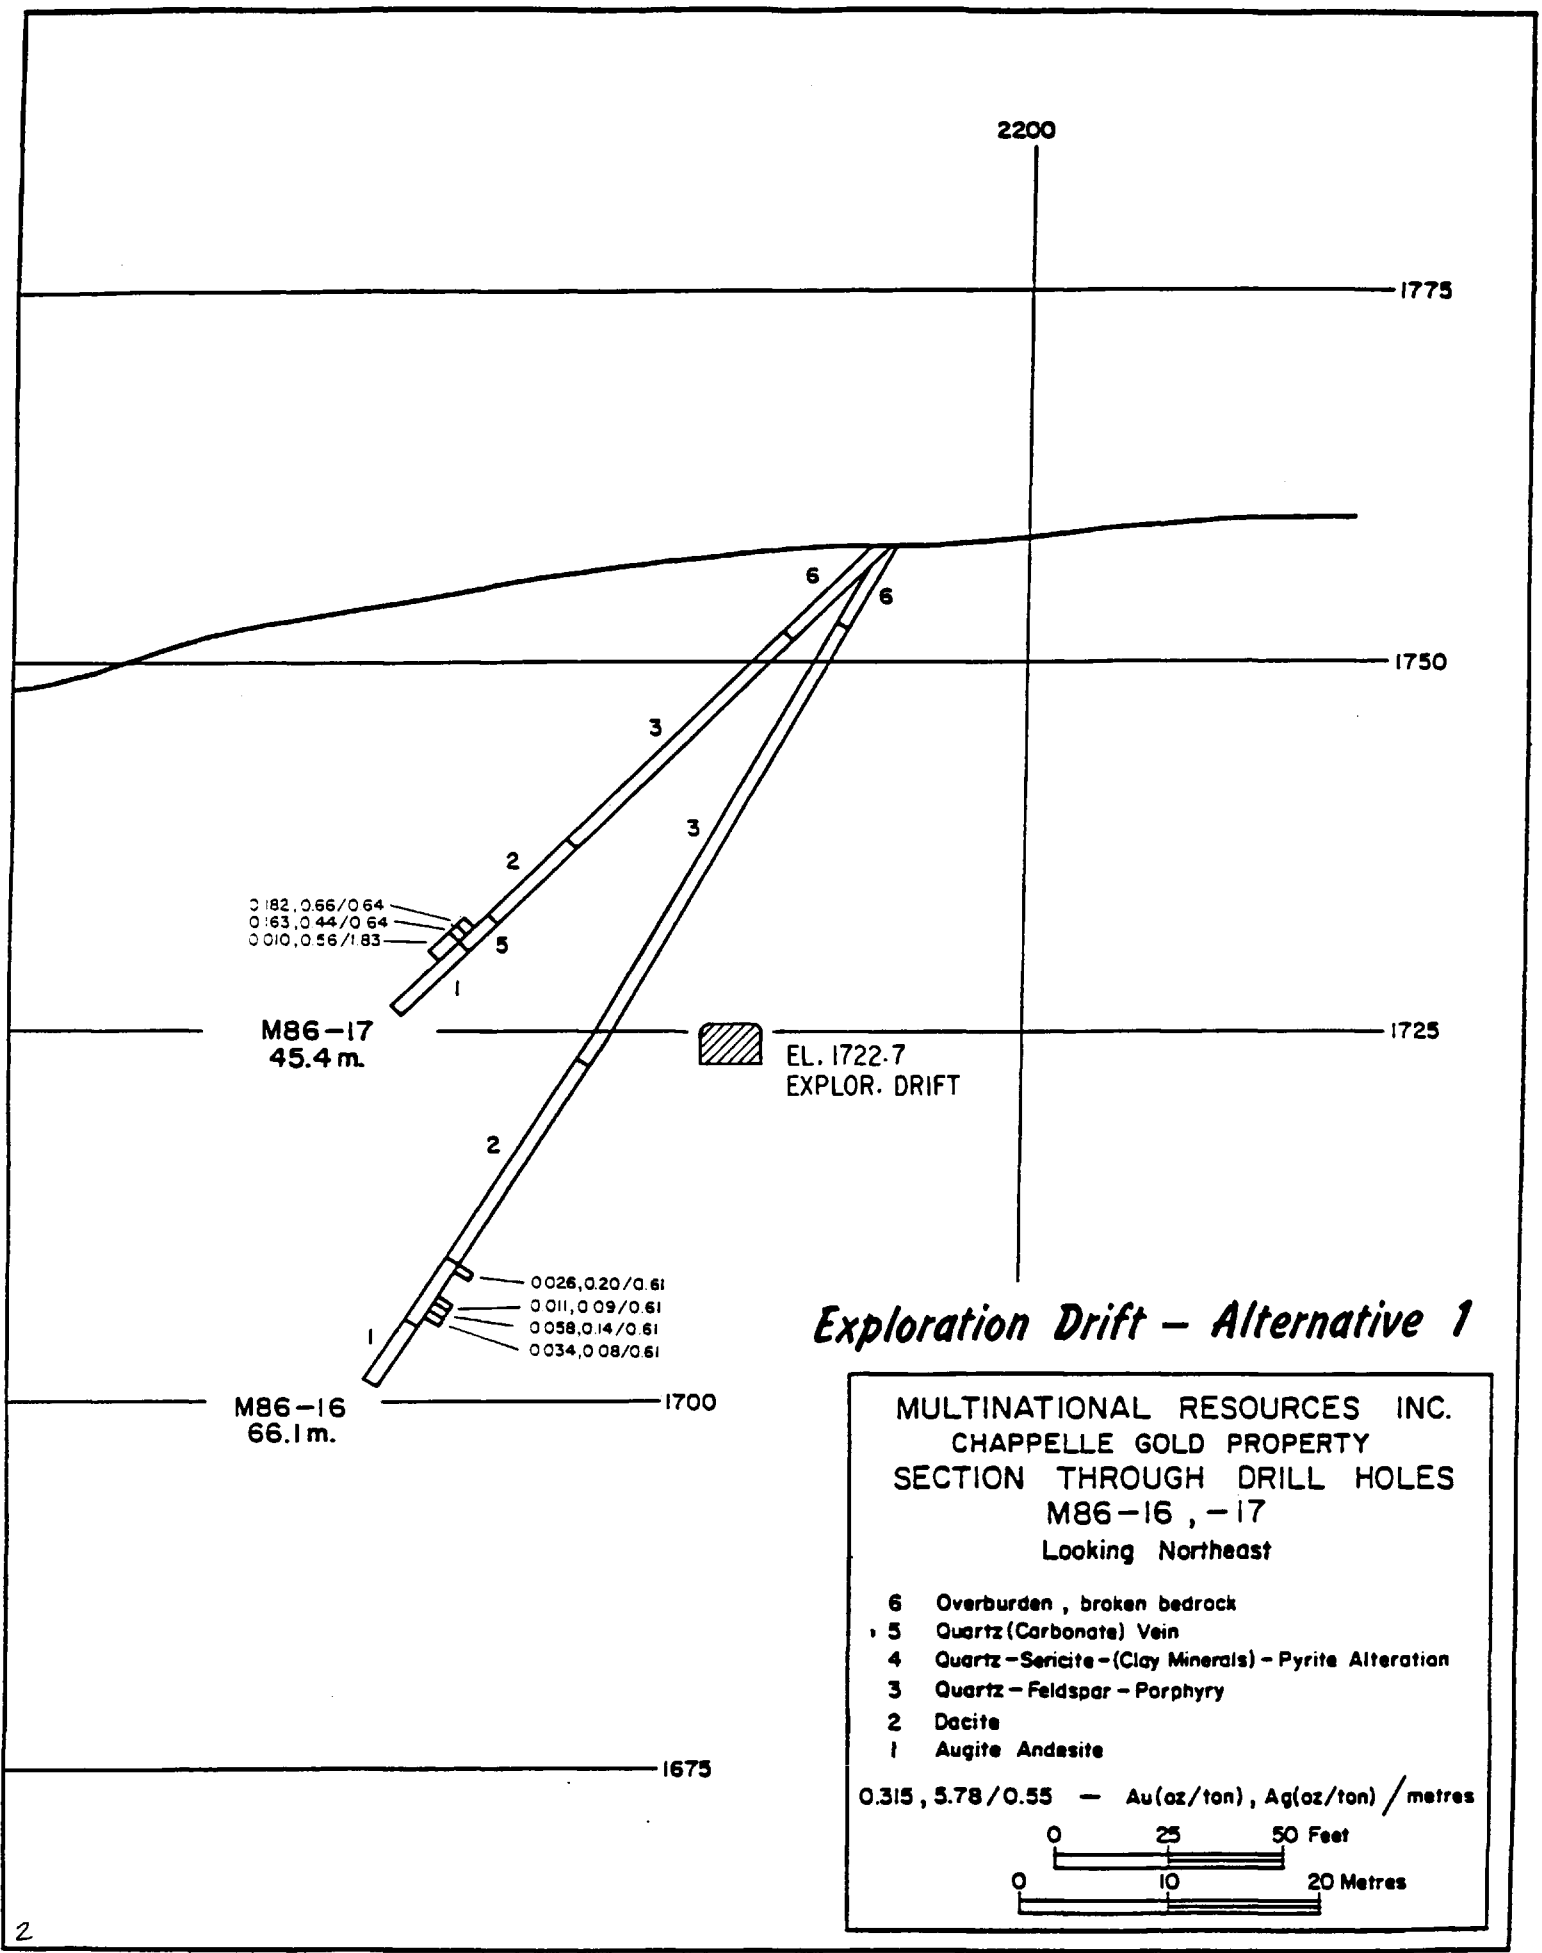 2200
1775
6
6
1750
3
3
2
0.182, 0.66/0.64
0.163, 0.44/0.64
0.010, 0.56/1.83
5
1
M86-17
45.4 m.
1725
EL. 1722.7
EXPLOR. DRIFT
2
0.026, 0.20/0.61
0.011, 0.09/0.61
0.058, 0.14/0.61
0.034, 0.08/0.61
1
Exploration Drift - Alternative 1
M86-16
66.1 m.
1700
MULTINATIONAL RESOURCES INC.
CHAPPELLE GOLD PROPERTY
SECTION THROUGH DRILL HOLES
M86-16, -17
Looking Northeast
6 Overburden, broken bedrock
5 Quartz (Carbonate) Vein
4 Quartz-Sericite-(Clay Minerals)-Pyrite Alteration
3 Quartz-Feldspar-Porphyry
2 Dacite
1 Augite Andesite
1675
0.315, 5.78/0.55 — Au(oz/ton), Ag(oz/ton)/metres
0 25 50 Feet
0 10 20 Metres
2